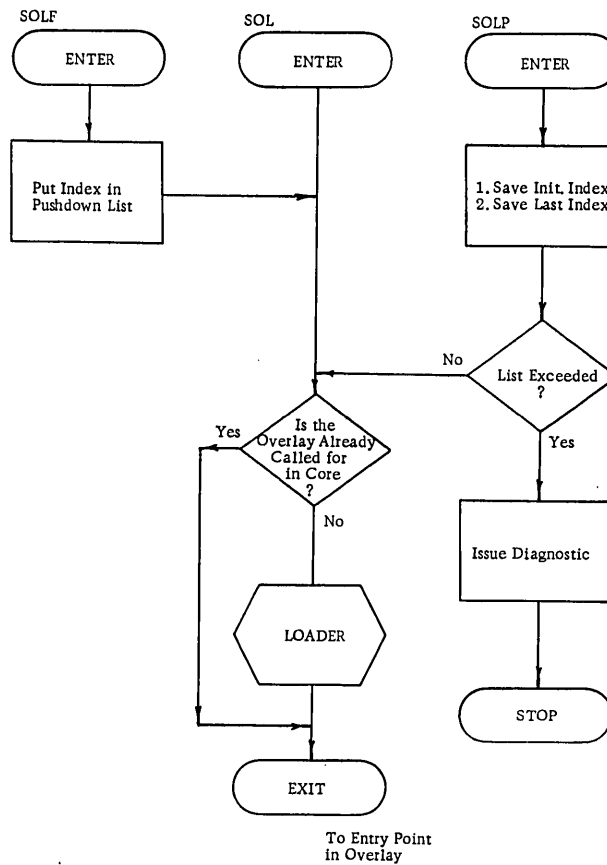 SOLF
ENTER
Put Index in
Pushdown List
SOL
ENTER
SOLP
ENTER
1. Save Init. Index
2. Save Last Index
List Exceeded
?
No
Yes
Issue Diagnostic
STOP
Is the
Overlay Already
Called for
in Core
?
Yes
No
LOADER
EXIT
To Entry Point
in Overlay